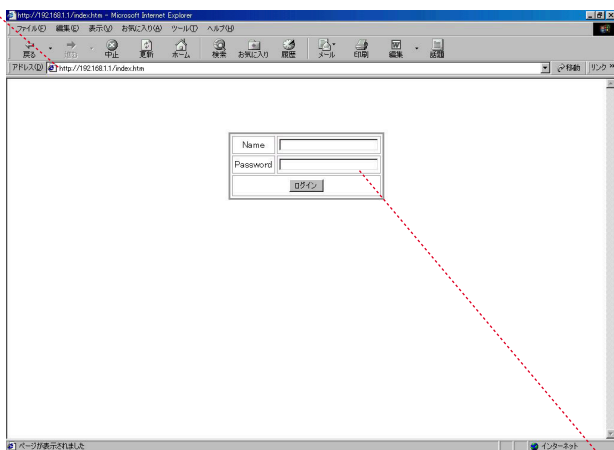 http://192.168.1.1/index.htm - Microsoft Internet Explorer
ファイル(F) 編集(E) 表示(V) お気に入り(A) ツール(T) ヘルプ(H)
戻る 進む 中止 更新 ホーム 検索 お気に入り 履歴 メール 印刷 編集 話題
アドレス(D) http://192.168.1.1/index.htm 移動 リンク »
Name
Password
ログイン
ページが表示されました インターネット